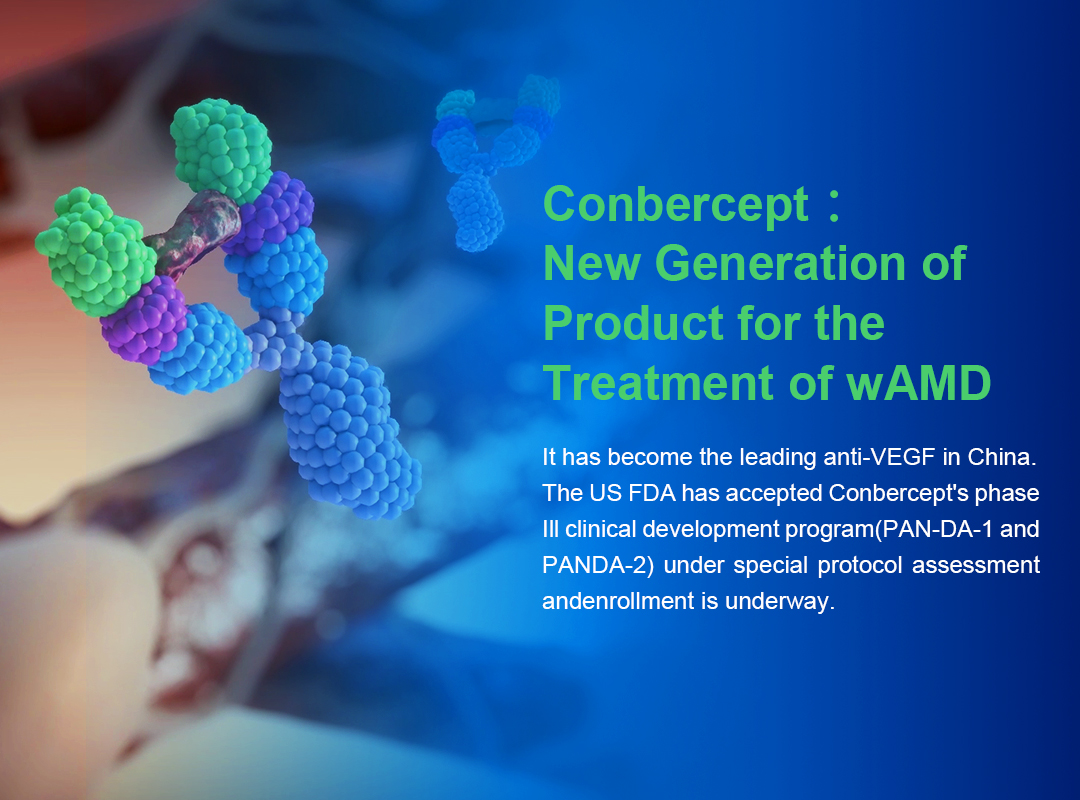 Conbercept：
New Generation of
Product for the
Treatment of wAMD
It has become the leading anti-VEGF in China.
The US FDA has accepted Conbercept's phase
lll clinical development program(PAN-DA-1 and
PANDA-2) under special protocol assessment
andenrollment is underway.